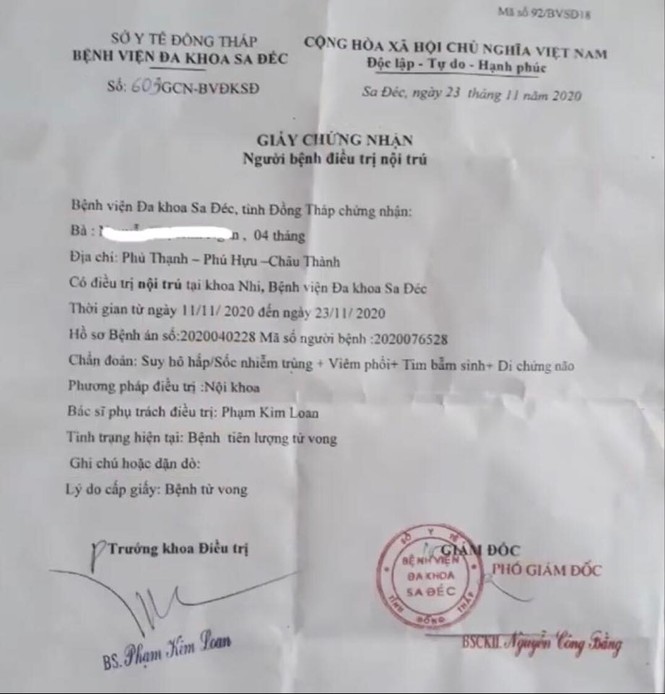 Mã số 92/BVSD18
SỞ Y TẾ ĐỒNG THÁP
BỆNH VIỆN ĐA KHOA SA ĐÉC
Số: 603GCN-BVĐKSĐ
CỘNG HÒA XÃ HỘI CHỦ NGHĨA VIỆT NAM
Độc lập - Tự do - Hạnh phúc
Sa Đéc, ngày 23 tháng 11 năm 2020
GIẤY CHỨNG NHẬN
Người bệnh điều trị nội trú
Bệnh viện Đa khoa Sa Đéc, tỉnh Đồng Tháp chứng nhận:
Bà : n , 04 tháng
Địa chỉ: Phú Thạnh – Phú Hựu –Châu Thành
Có điều trị nội trú tại khoa Nhi, Bệnh viện Đa khoa Sa Đéc
Thời gian từ ngày 11/11/ 2020 đến ngày 23/11/ 2020
Hồ sơ Bệnh án số:2020040228 Mã số người bệnh :2020076528
Chẩn đoán: Suy hô hấp/Sốc nhiễm trùng + Viêm phổi+ Tim bẩm sinh+ Di chứng não
Phương pháp điều trị :Nội khoa
Bác sĩ phụ trách điều trị: Phạm Kim Loan
Tình trạng hiện tại: Bệnh tiên lượng tử vong
Ghi chú hoặc dặn dò:
Lý do cấp giấy: Bệnh tử vong
Trưởng khoa Điều trị
BS. Phạm Kim Loan
GIÁM ĐỐC
PHÓ GIÁM ĐỐC
SỞ Y TẾ
BỆNH VIỆN
ĐA KHOA
SA ĐÉC
TỈNH ĐỒNG THÁP
BSCKII. Nguyễn Công Bằng